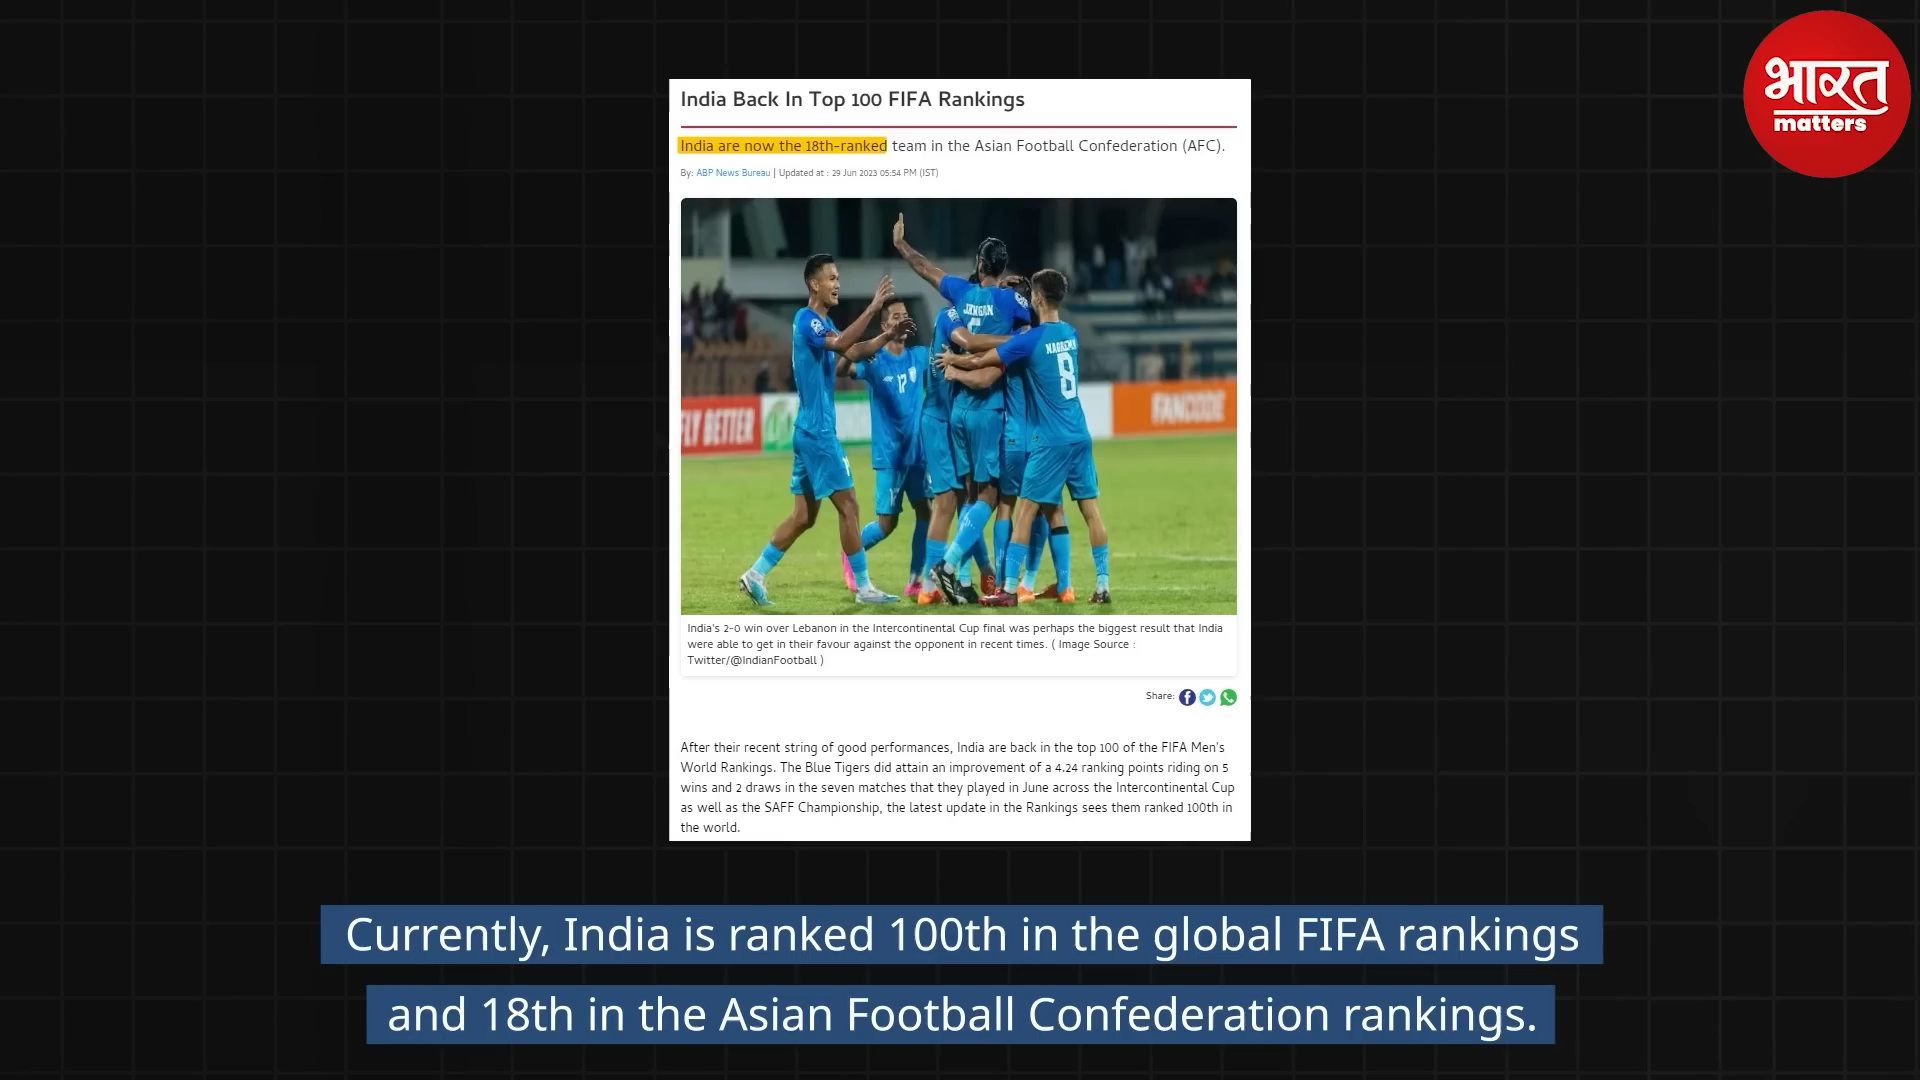 भारत
matters
India Back In Top 100 FIFA Rankings
India are now the 18th-ranked team in the Asian Football Confederation (AFC).
By: ABP News Bureau | Updated at : 29 Jun 2023 05:54 PM (IST)
JHINGAN
5
NAOREM
8
17
FLY BETTER
FANCODE
India's 2-0 win over Lebanon in the Intercontinental Cup final was perhaps the biggest result that India
were able to get in their favour against the opponent in recent times. ( Image Source :
Twitter/@IndianFootball )
Share:
After their recent string of good performances, India are back in the top 100 of the FIFA Men's
World Rankings. The Blue Tigers did attain an improvement of a 4.24 ranking points riding on 5
wins and 2 draws in the seven matches that they played in June across the Intercontinental Cup
as well as the SAFF Championship, the latest update in the Rankings sees them ranked 100th in
the world.
Currently, India is ranked 100th in the global FIFA rankings
and 18th in the Asian Football Confederation rankings.